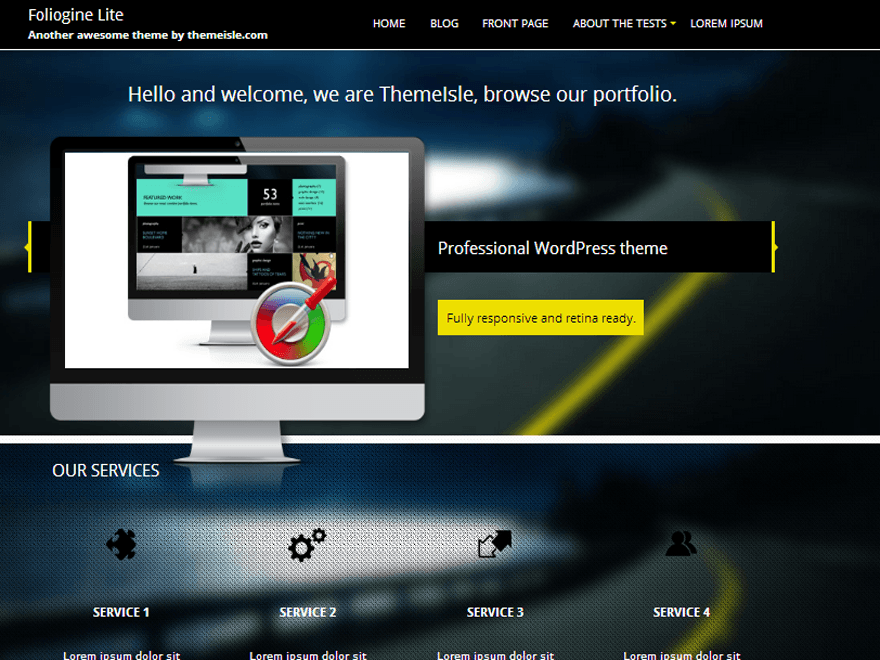 Foliogine Lite
Another awesome theme by themeisle.com
HOME BLOG FRONT PAGE ABOUT THE TESTS LOREM IPSUM
Hello and welcome, we are ThemeIsle, browse our portfolio.
FEATURED WORK
53
Professional WordPress theme
Fully responsive and retina ready.
OUR SERVICES
SERVICE 1 SERVICE 2 SERVICE 3 SERVICE 4
Lorem ipsum dolor sit Lorem ipsum dolor sit Lorem ipsum dolor sit Lorem ipsum dolor sit